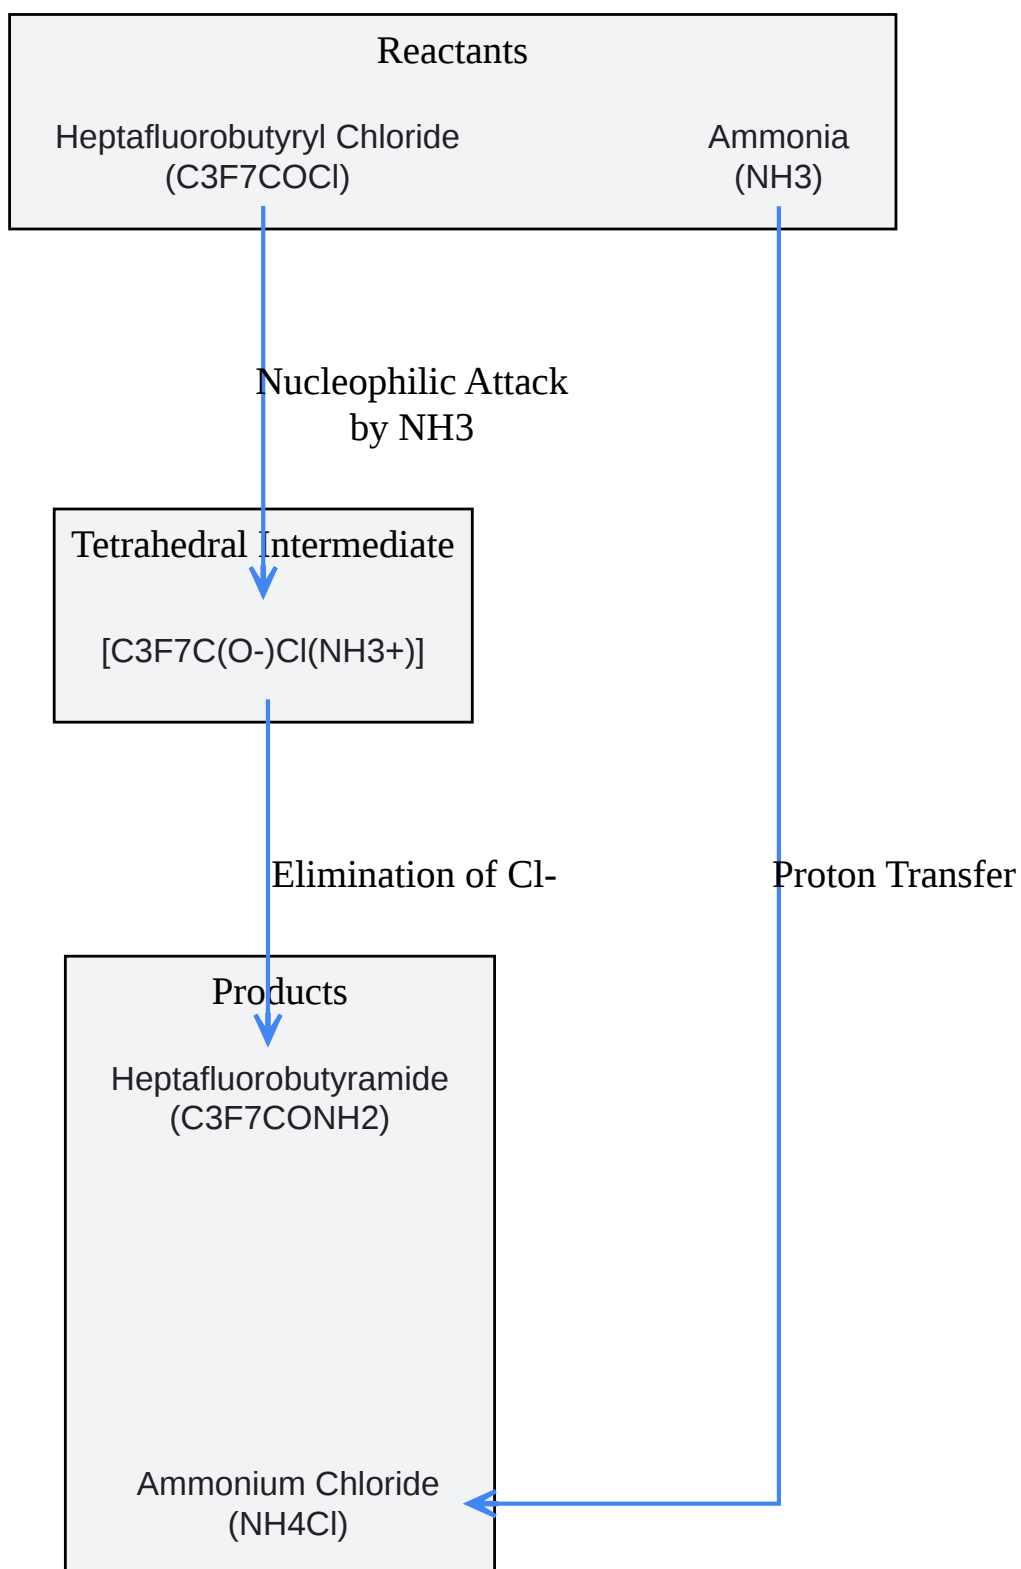 Reactants
Heptafluorobutyryl Chloride
(C3F7COCl)
Ammonia
(NH3)
Nucleophilic Attack
by NH3
Tetrahedral Intermediate
[C3F7C(O-)Cl(NH3+)]
Elimination of Cl-
Proton Transfer
Products
Heptafluorobutyramide
(C3F7CONH2)
Ammonium Chloride
(NH4Cl)